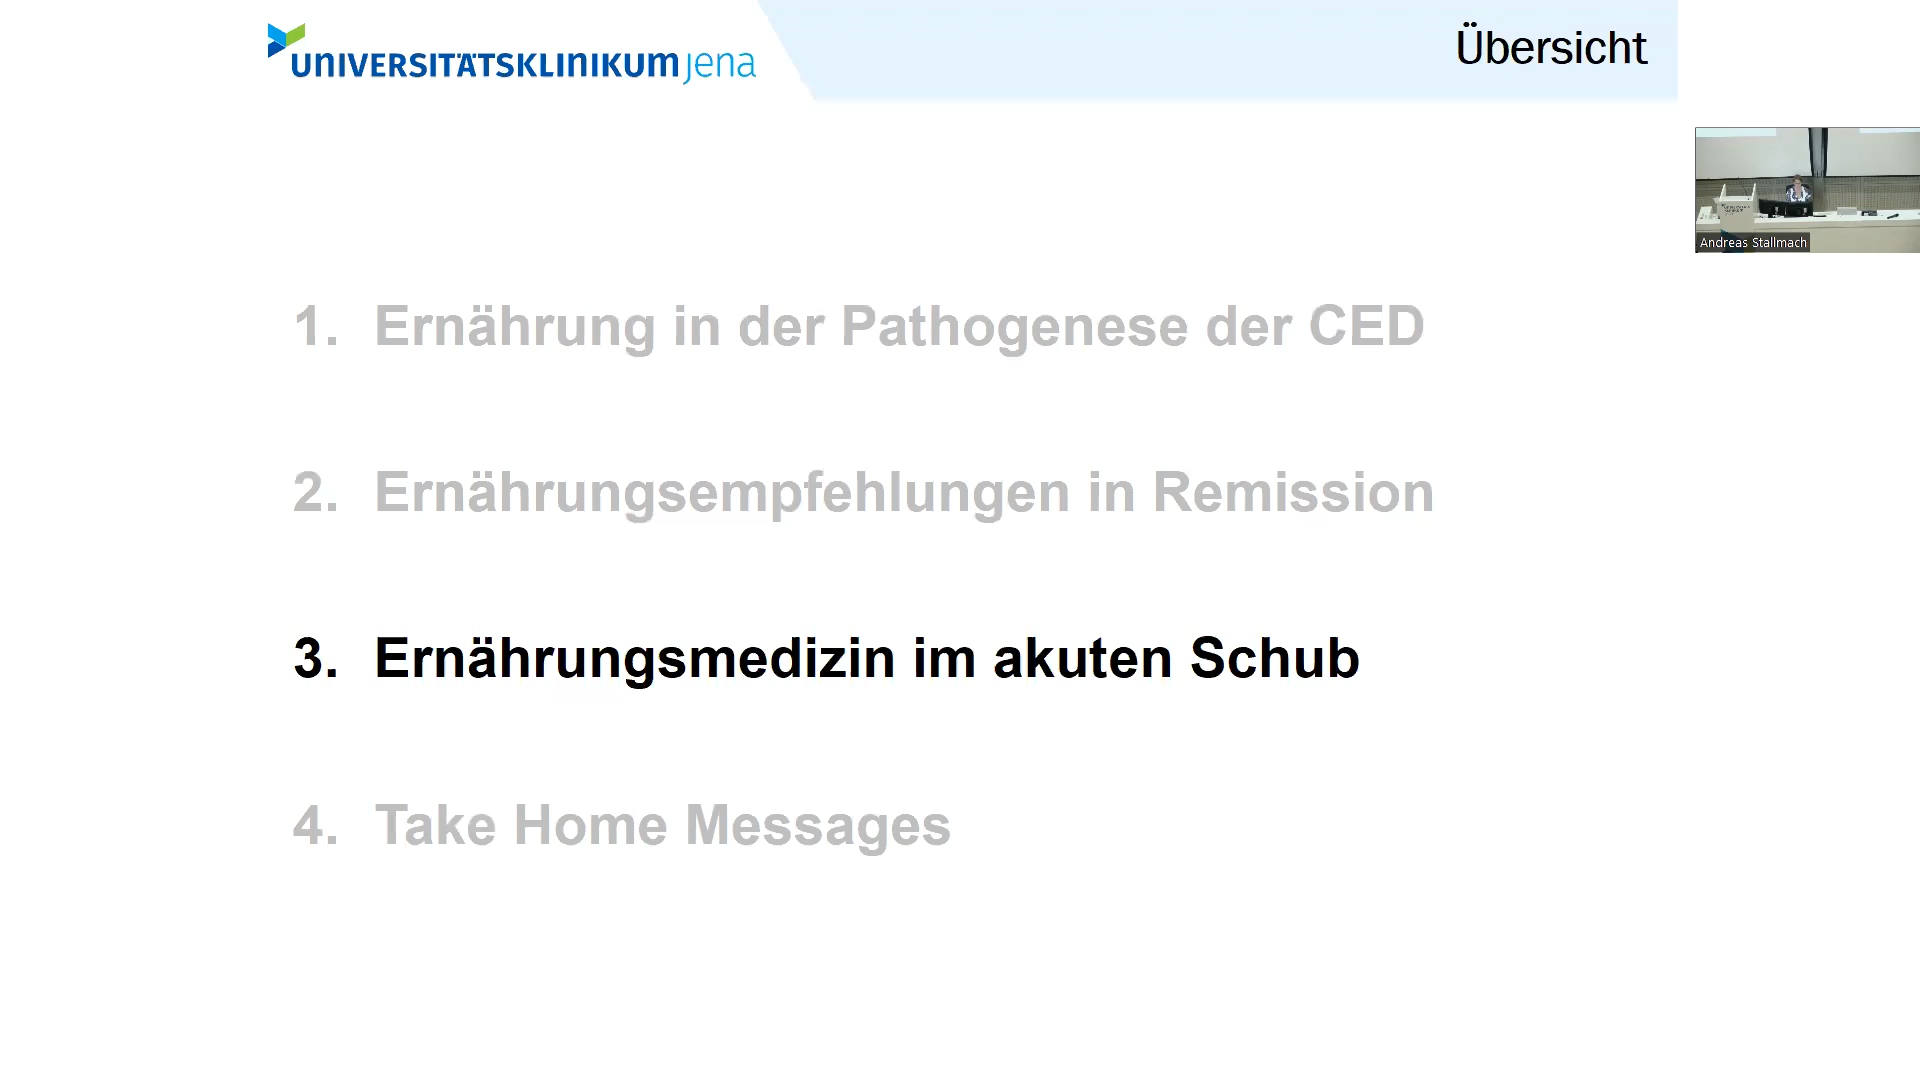 UNIVERSITÄTSKLINIKUM jena
Übersicht
Andreas Stallmach
1. Ernährung in der Pathogenese der CED
2. Ernährungsempfehlungen in Remission
3. Ernährungsmedizin im akuten Schub
4. Take Home Messages